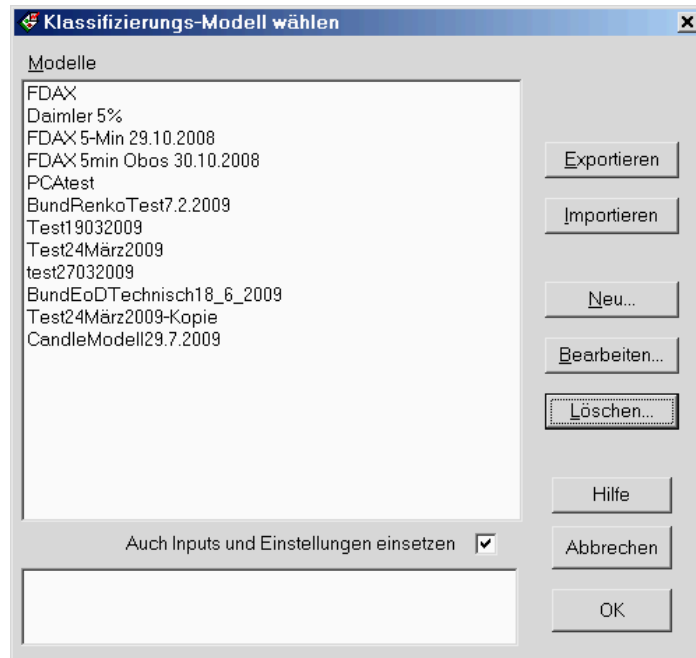 Klassifizierungs-Modell wählen
Modelle
FDAX
Daimler 5%
FDAX 5-Min 29.10.2008
FDAX 5min Obos 30.10.2008
PCAtest
BundRenkoTest7.2.2009
Test19032009
Test24März2009
test27032009
BundEoDTechnisch18_6_2009
Test24März2009-Kopie
CandleModell29.7.2009
Exportieren
Importieren
Neu...
Bearbeiten...
Löschen...
Hilfe
Auch Inputs und Einstellungen einsetzen
Abbrechen
OK